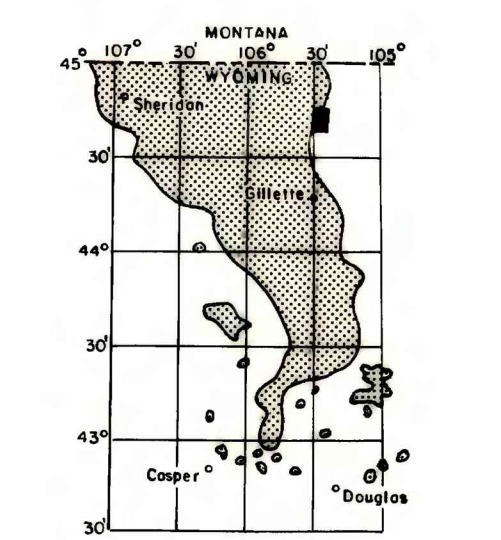 MONTANA
107° 30' 106° 30' 105°
45°
WYOMING
Sheridan
30'
Gillette
44°
30'
43°
Casper
Douglas
30'